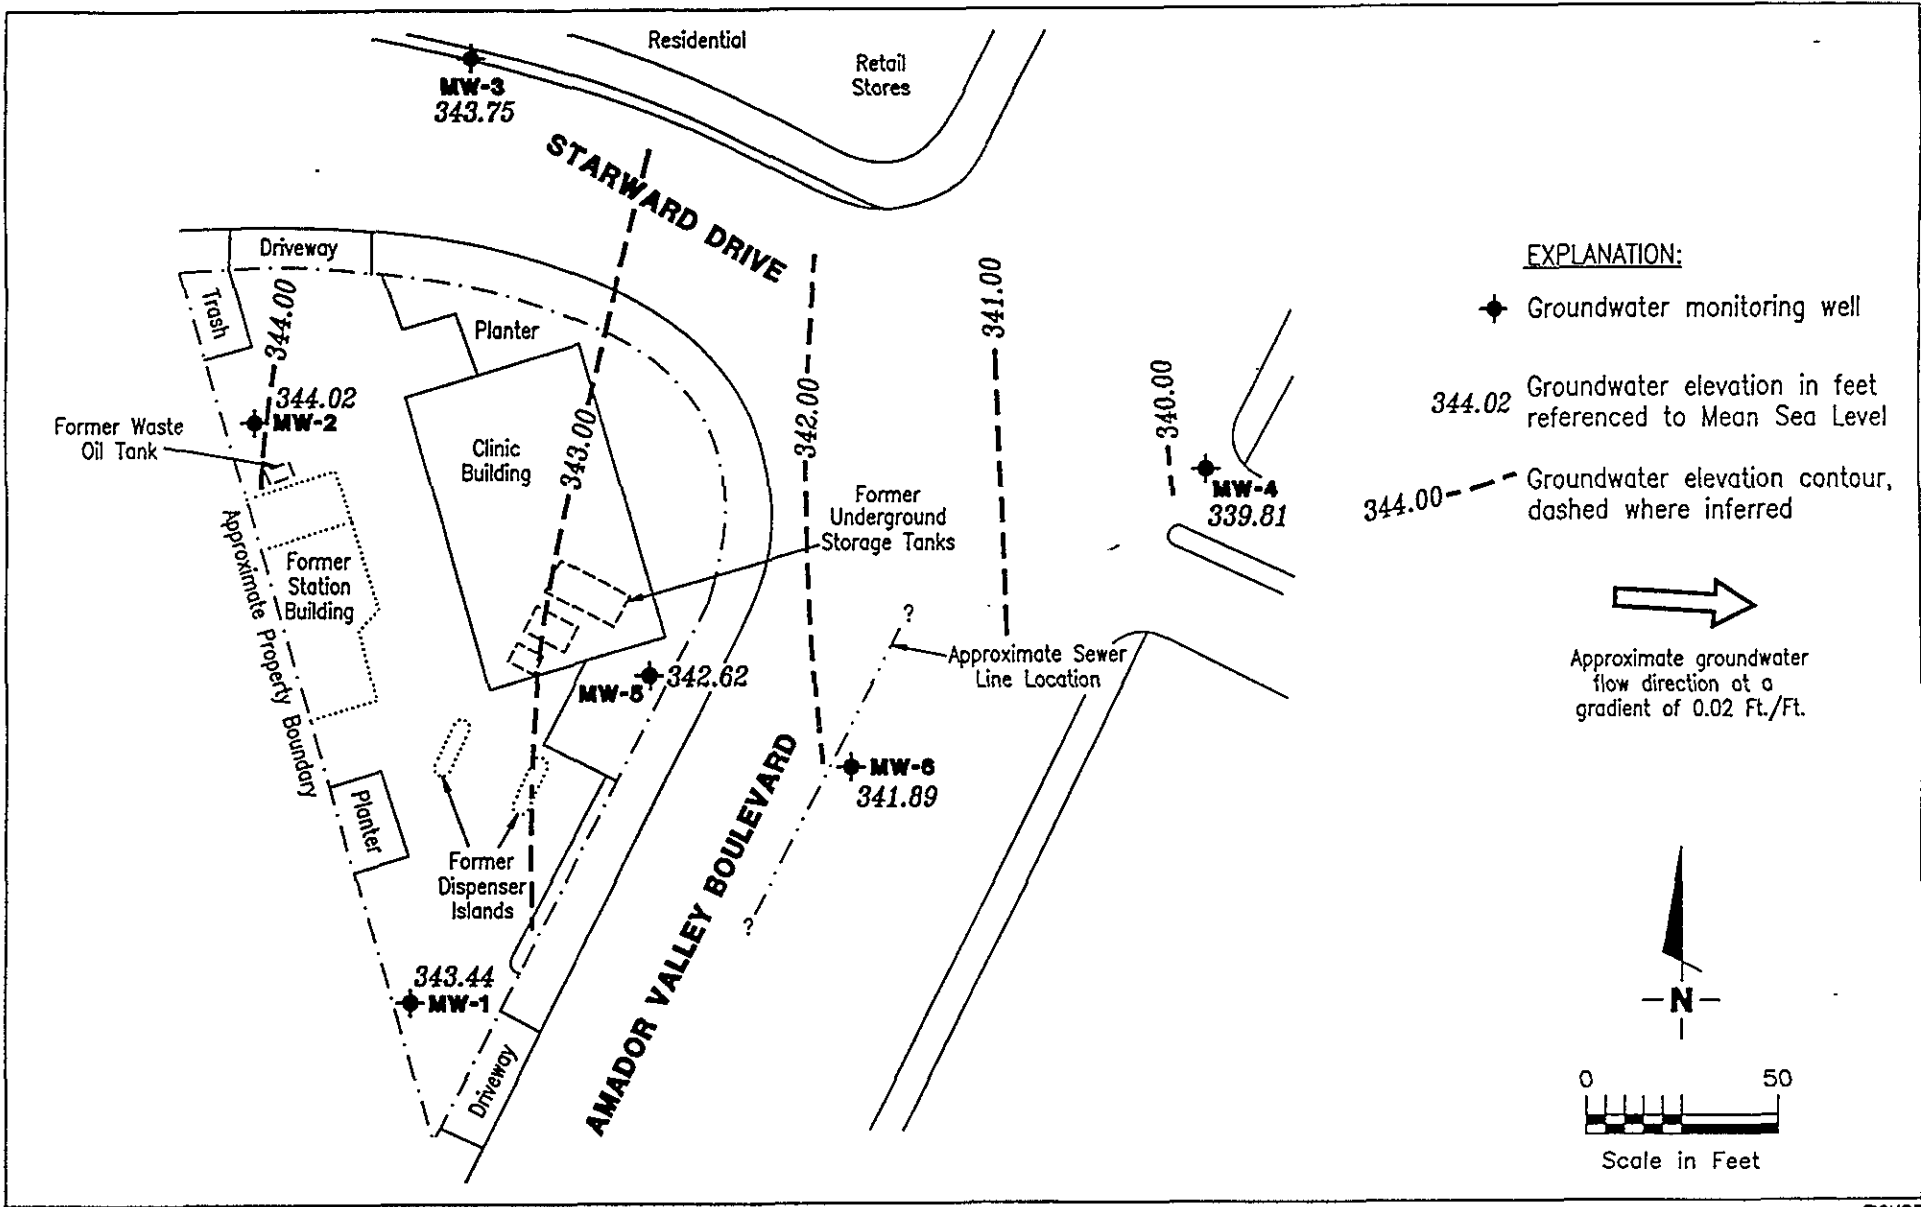 Residential
Retail
Stores
MW-3
343.75
STARWARD DRIVE
Driveway
Trash
344.00
Planter
344.02
MW-2
Former Waste
Oil Tank
Clinic
Building
343.00
342.00
341.00
340.00
MW-4
339.81
Former
Underground
Storage Tanks
Approximate Property Boundary
Former
Station
Building
MW-5
342.62
?
Approximate Sewer
Line Location
MW-6
341.89
?
Planter
Former
Dispenser
Islands
343.44
MW-1
Driveway
AMADOR VALLEY BOULEVARD
EXPLANATION:
Groundwater monitoring well
344.02
Groundwater elevation in feet
referenced to Mean Sea Level
344.00
Groundwater elevation contour,
dashed where inferred
Approximate groundwater
flow direction at a
gradient of 0.02 Ft./Ft.
N
0 50
Scale in Feet